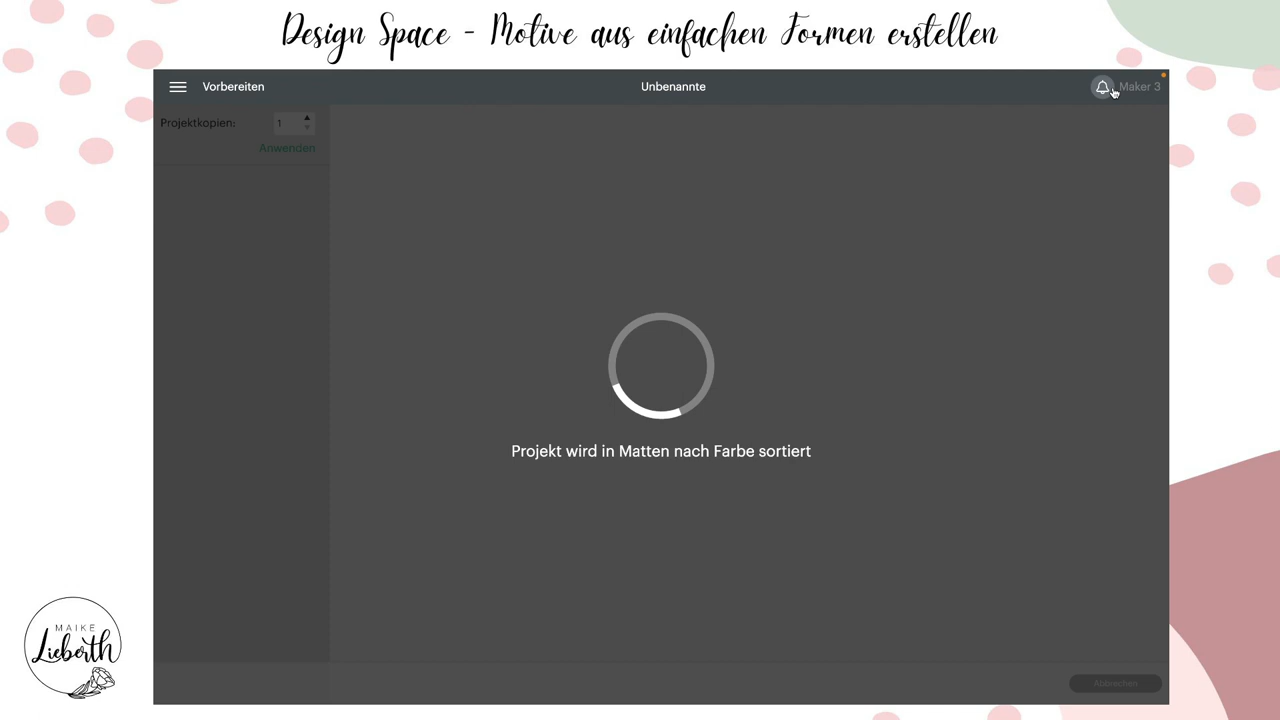 Design Space - Motive aus einfachen Formen erstellen
Vorbereiten
Unbenannte
Maker 3
Projektkopien:
1
Anwenden
Projekt wird in Matten nach Farbe sortiert
Abbrechen
MAIKE
Lieberth